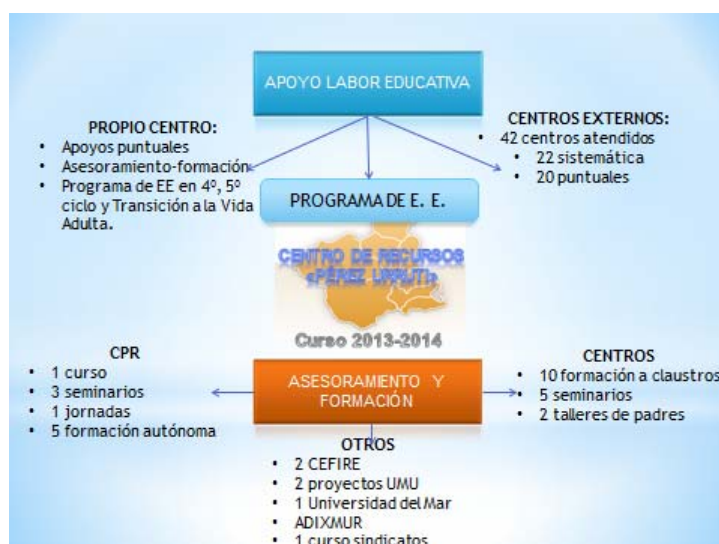 APOYO LABOR EDUCATIVA
PROPIO CENTRO:
• Apoyos puntuales
• Asesoramiento-formación
• Programa de EE en 4º, 5º
ciclo y Transición a la Vida
Adulta.
CENTROS EXTERNOS:
• 42 centros atendidos
• 22 sistemática
• 20 puntuales
PROGRAMA DE E. E.
CENTRO DE RECURSOS
«PÉREZ URRUTI»
Curso 2013-2014
CPR
• 1 curso
• 3 seminarios
• 1 jornadas
• 5 formación autónoma
ASESORAMIENTO Y
FORMACIÓN
CENTROS
• 10 formación a claustros
• 5 seminarios
• 2 talleres de padres
OTROS
• 2 CEFIRE
• 2 proyectos UMU
• 1 Universidad del Mar
• ADIXMUR
• 1 curso sindicatos